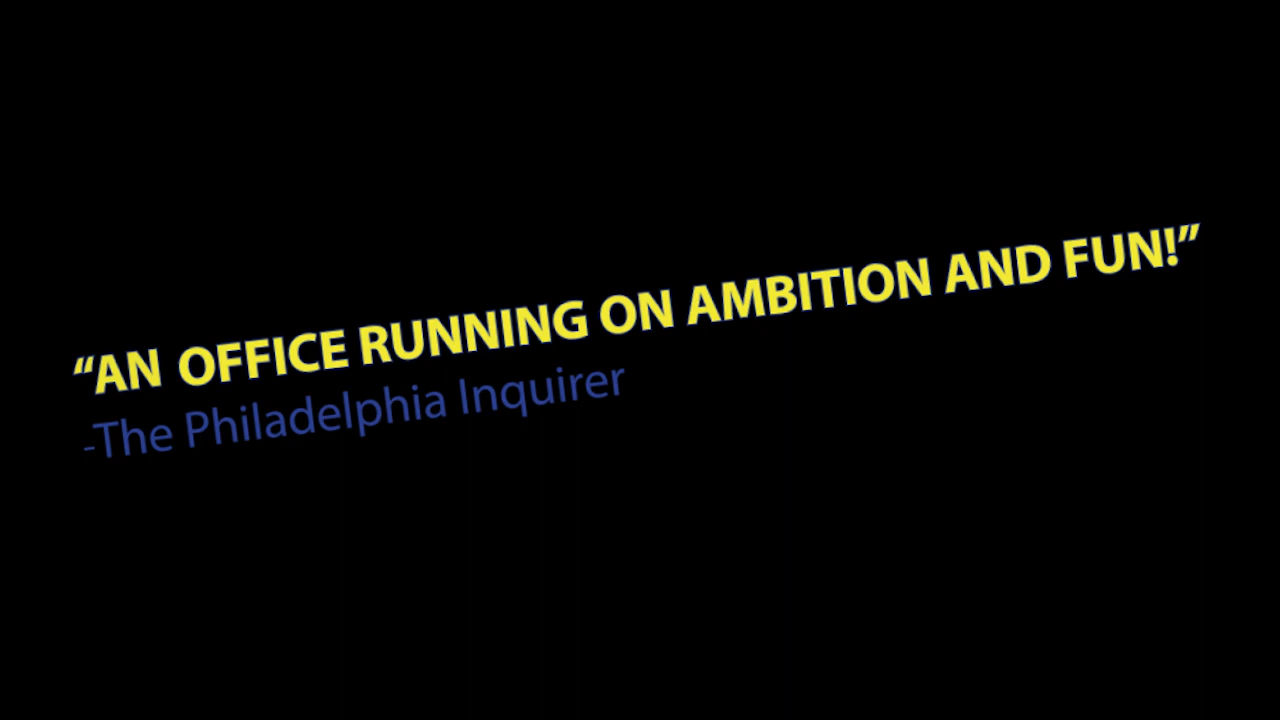 “AN OFFICE RUNNING ON AMBITION AND FUN!”
-The Philadelphia Inquirer